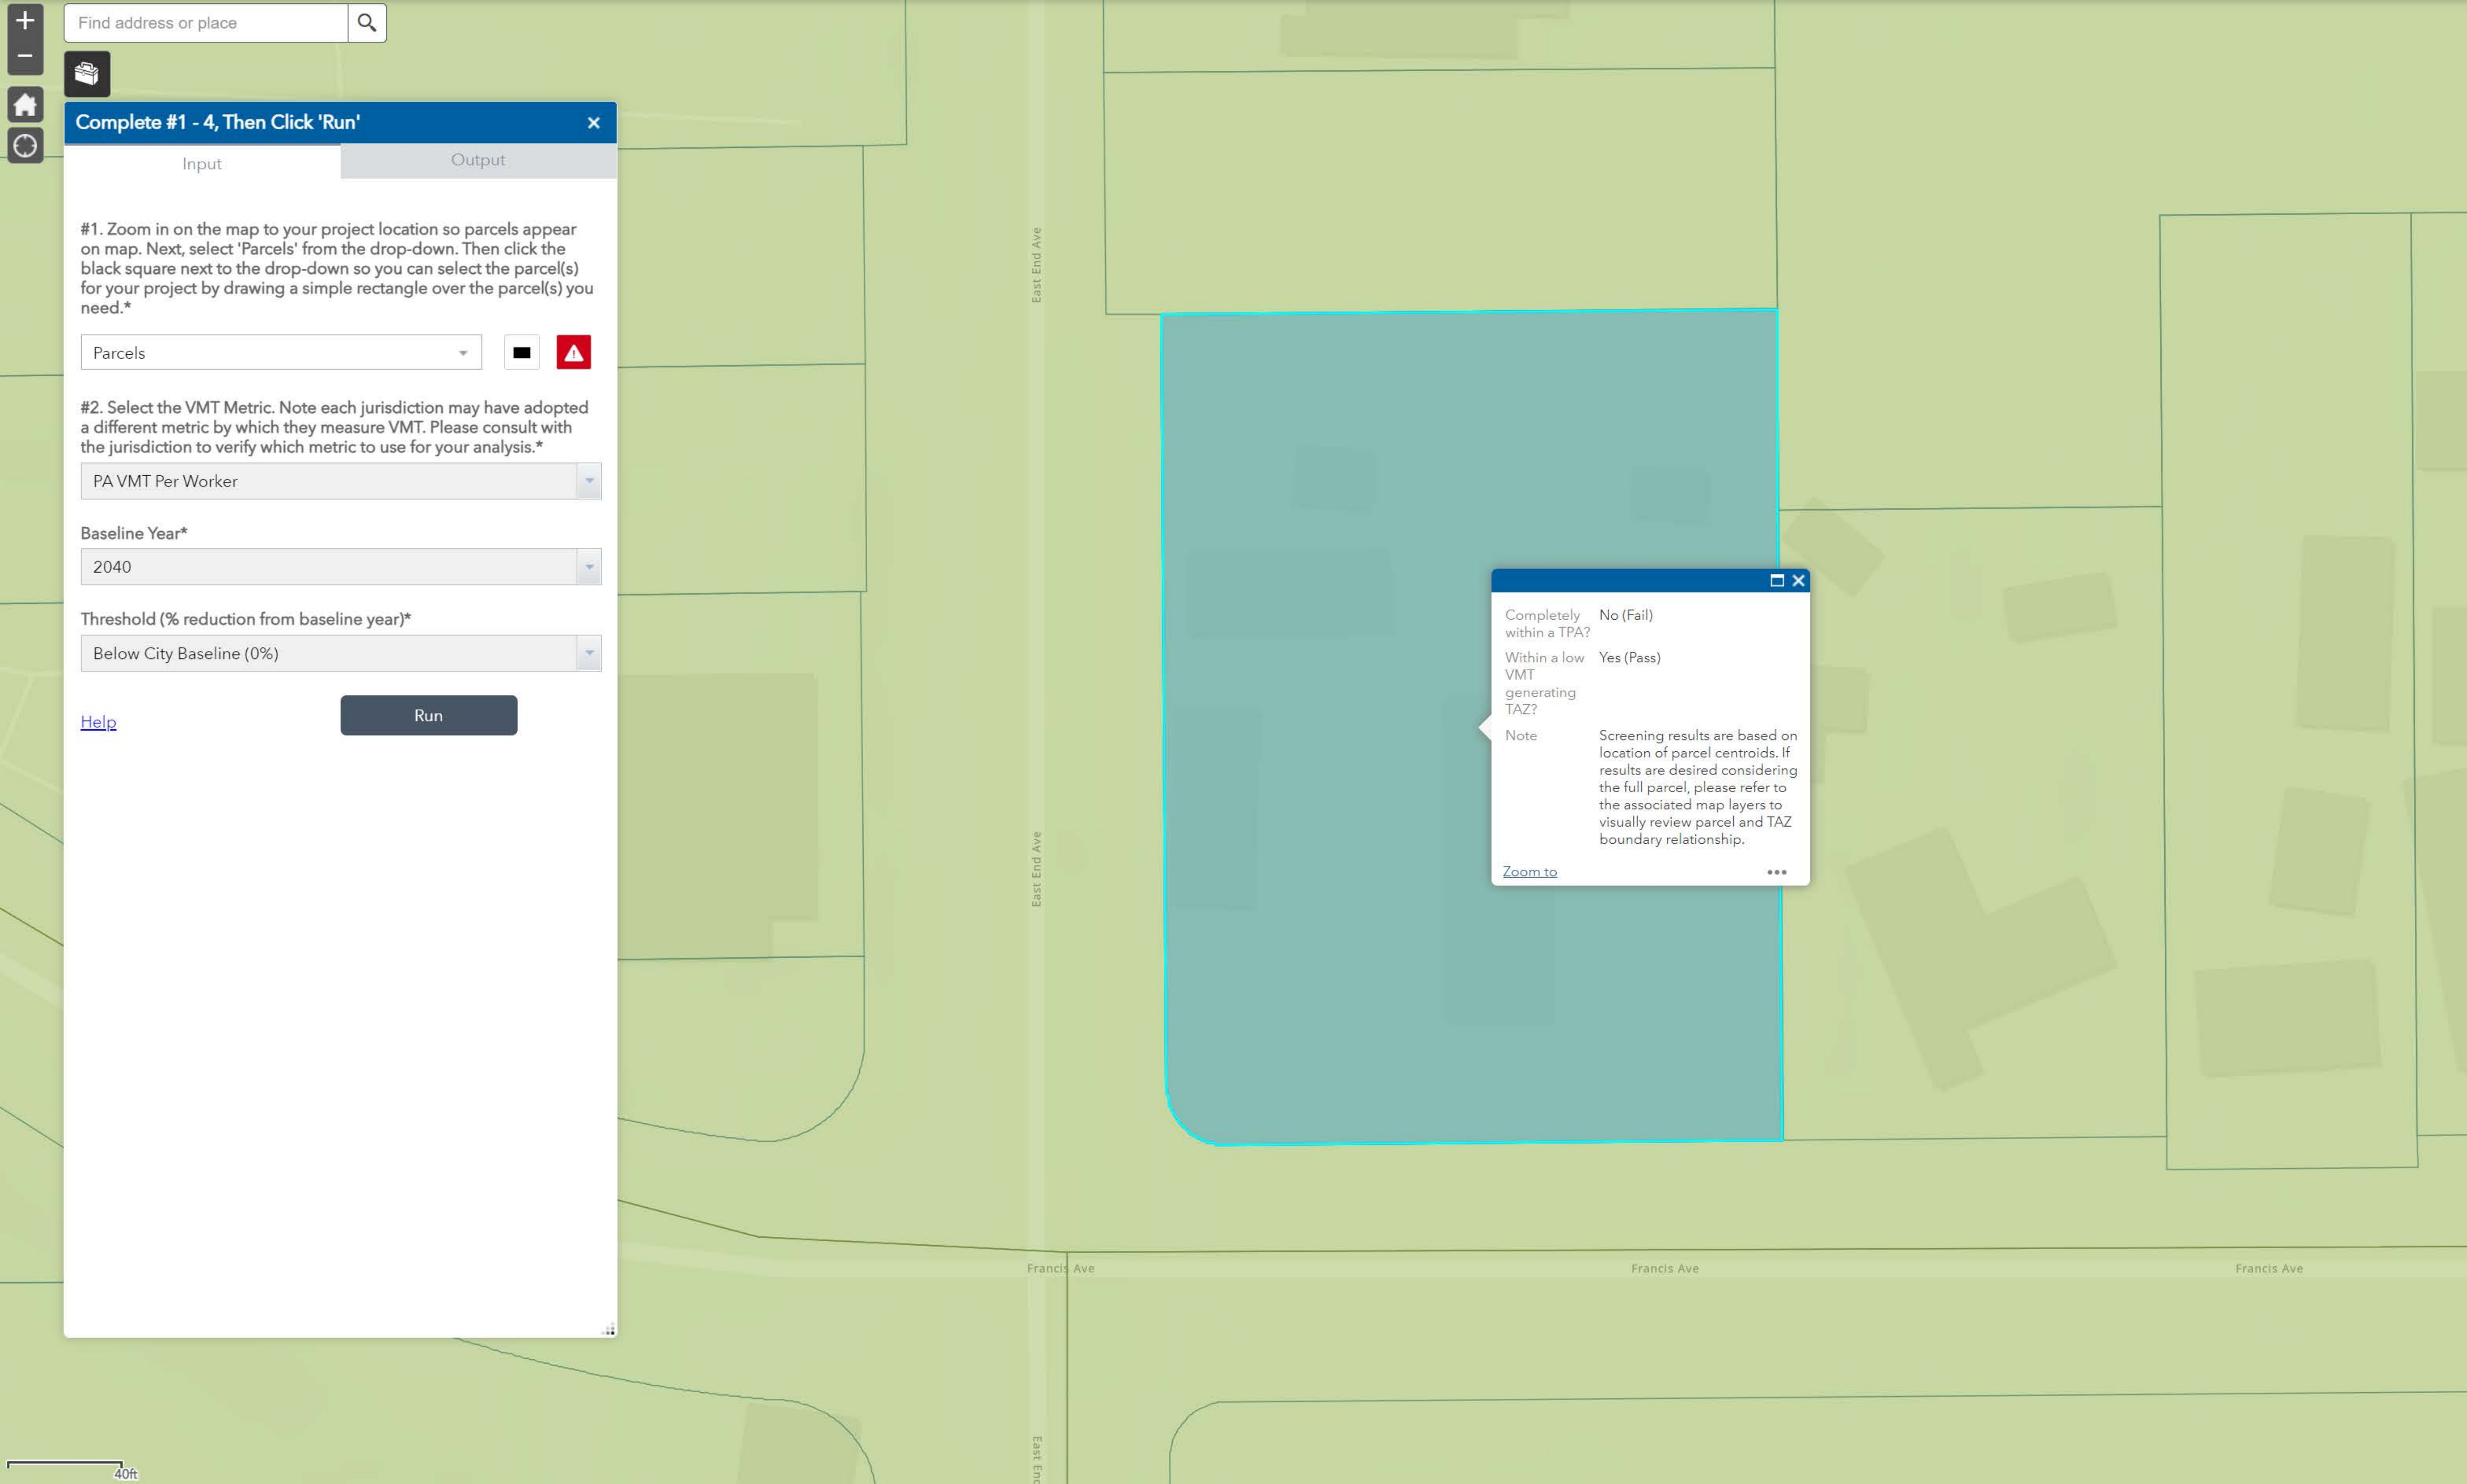 +
Find address or place
−
Complete #1 - 4, Then Click 'Run'
×
Input
Output
#1. Zoom in on the map to your project location so parcels appear
on map. Next, select 'Parcels' from the drop-down. Then click the
black square next to the drop-down so you can select the parcel(s)
for your project by drawing a simple rectangle over the parcel(s) you
need.*
Parcels
#2. Select the VMT Metric. Note each jurisdiction may have adopted
a different metric by which they measure VMT. Please consult with
the jurisdiction to verify which metric to use for your analysis.*
PA VMT Per Worker
Baseline Year*
2040
Threshold (% reduction from baseline year)*
Below City Baseline (0%)
Help
Run
East End Ave
East End Ave
East End
Completely
within a TPA?
No (Fail)
Within a low
VMT
generating
TAZ?
Yes (Pass)
Note
Screening results are based on
location of parcel centroids. If
results are desired considering
the full parcel, please refer to
the associated map layers to
visually review parcel and TAZ
boundary relationship.
Zoom to
•••
Francis Ave
Francis Ave
Francis Ave
40ft